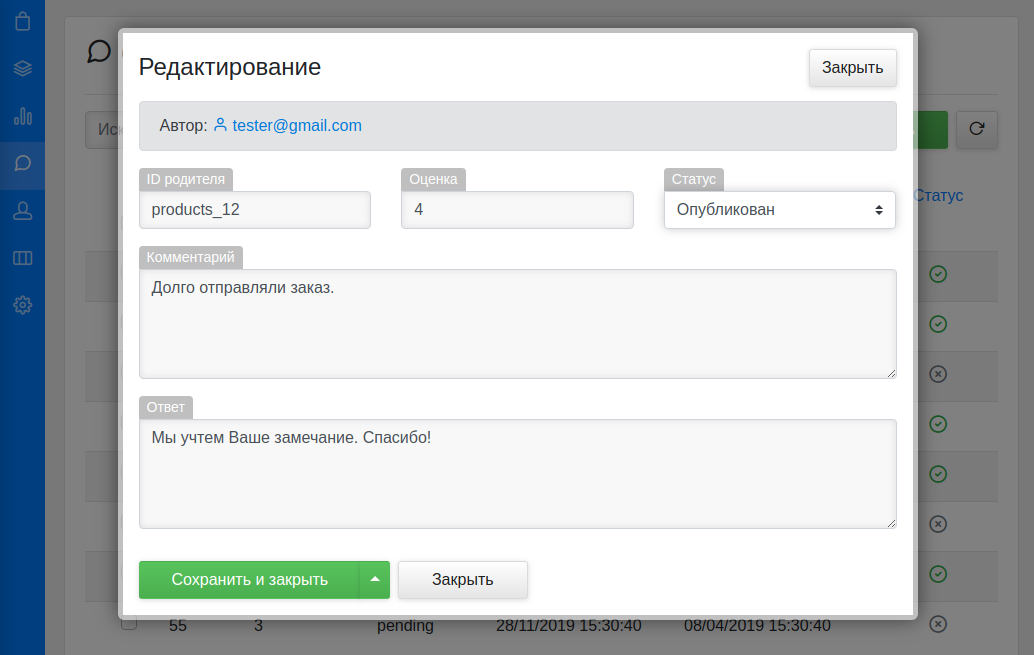 Редактирование
Закрыть
Автор: tester@gmail.com
Статус
ID родителя
Оценка
Статус
products_12
4
Опубликован
Комментарий
Долго отправляли заказ.
Ответ
Мы учтем Ваше замечание. Спасибо!
Сохранить и закрыть
Закрыть
55 3 pending 28/11/2019 15:30:40 08/04/2019 15:30:40